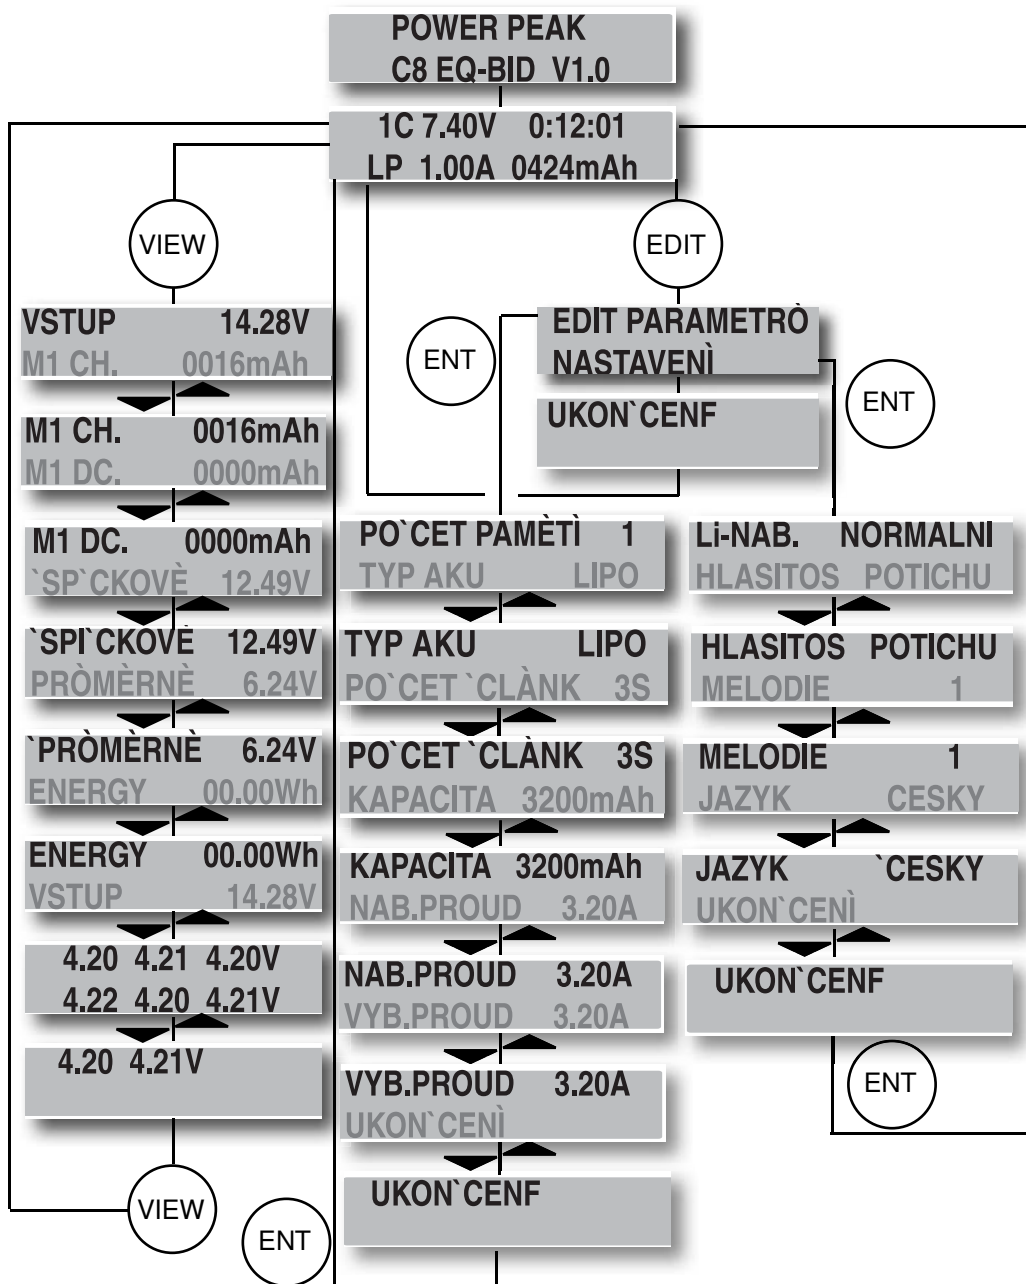 POWER PEAK
C8 EQ-BID V1.0
1C 7.40V 0:12:01
LP 1.00A 0424mAh
VIEW
EDIT
VSTUP 14.28V
M1 CH. 0016mAh
M1 CH. 0016mAh
M1 DC. 0000mAh
M1 DC. 0000mAh
`SP`CKOVÈ 12.49V
`SPI`CKOVÈ 12.49V
PRÒMÈRNÈ 6.24V
`PRÒMÈRNÈ 6.24V
ENERGY 00.00Wh
ENERGY 00.00Wh
VSTUP 14.28V
4.20 4.21 4.20V
4.22 4.20 4.21V
4.20 4.21V
VIEW
ENT
EDIT PARAMETRÒ
NASTAVENÌ
UKON`CENF
ENT
PO`CET PAMÈTÌ 1
TYP AKU LIPO
TYP AKU LIPO
PO`CET `CLÀNK 3S
PO`CET `CLÀNK 3S
KAPACITA 3200mAh
KAPACITA 3200mAh
NAB.PROUD 3.20A
NAB.PROUD 3.20A
VYB.PROUD 3.20A
VYB.PROUD 3.20A
UKON`CENÌ
UKON`CENF
ENT
Li-NAB. NORMALNI
HLASITOS POTICHU
HLASITOS POTICHU
MELODIE 1
MELODIE 1
JAZYK CESKY
JAZYK `CESKY
UKON`CENÌ
UKON`CENF
ENT